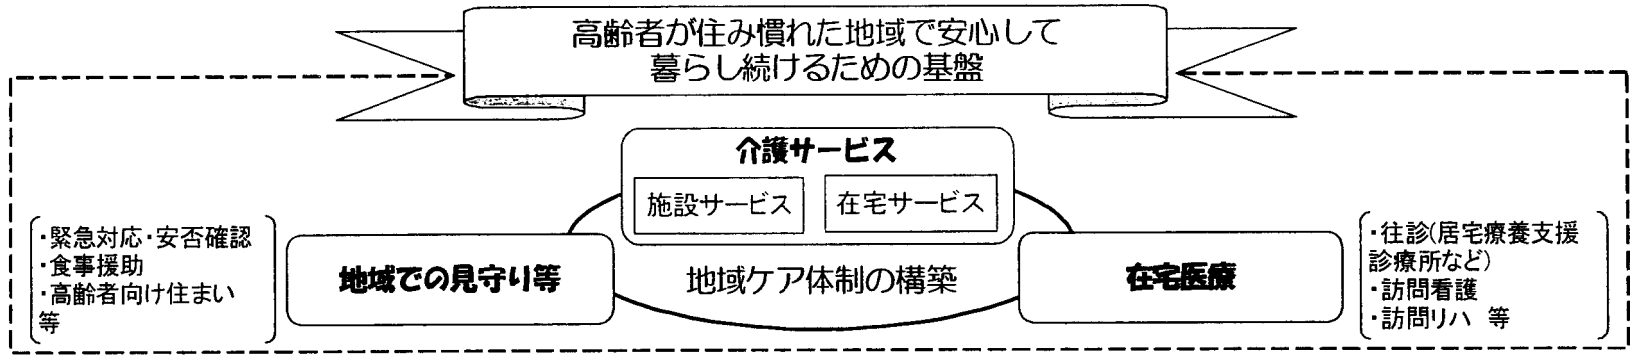 高齢者が住み慣れた地域で安心して
暮らし続けるための基盤
介護サービス
施設サービス
在宅サービス
・緊急対応・安否確認
・食事援助
・高齢者向け住まい
等
地域での見守り等
地域ケア体制の構築
在宅医療
・往診(居宅療養支援
診療所など)
・訪問看護
・訪問リハ 等